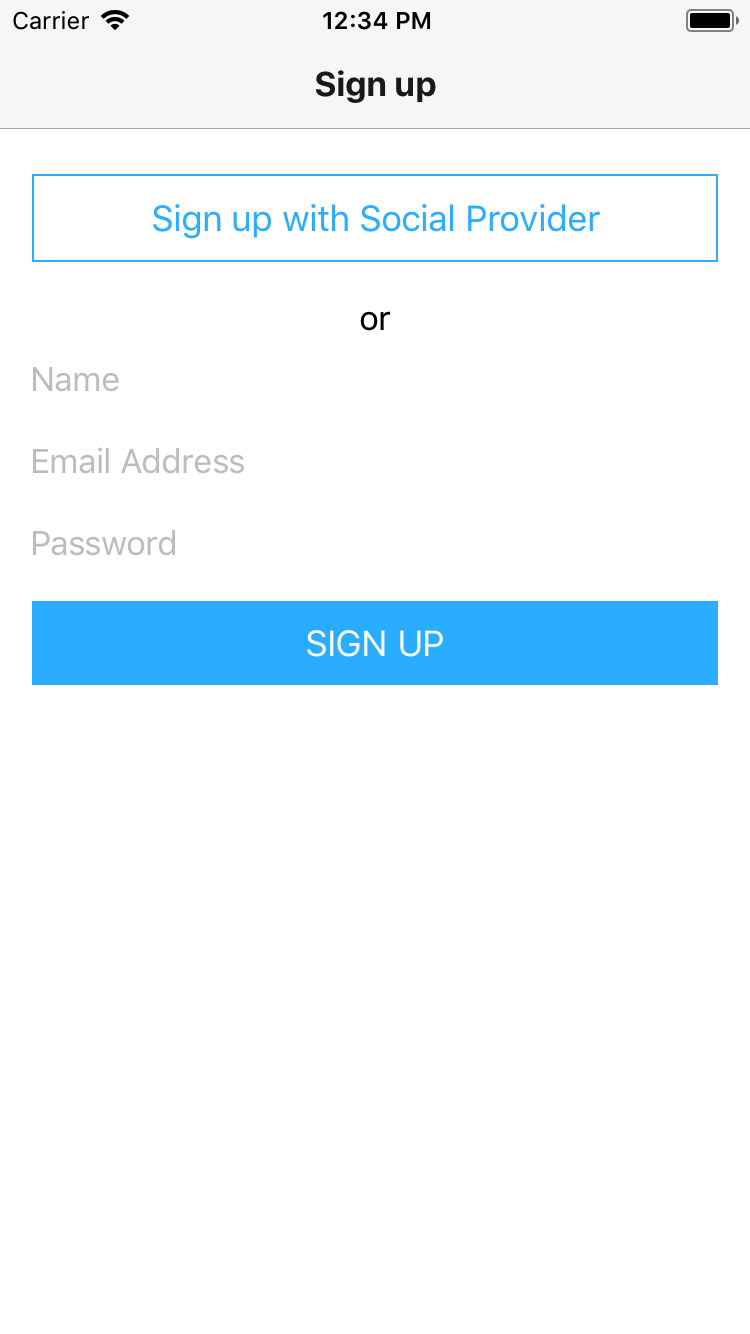 Carrier 12:34 PM
Sign up
Sign up with Social Provider
or
Name
Email Address
Password
SIGN UP